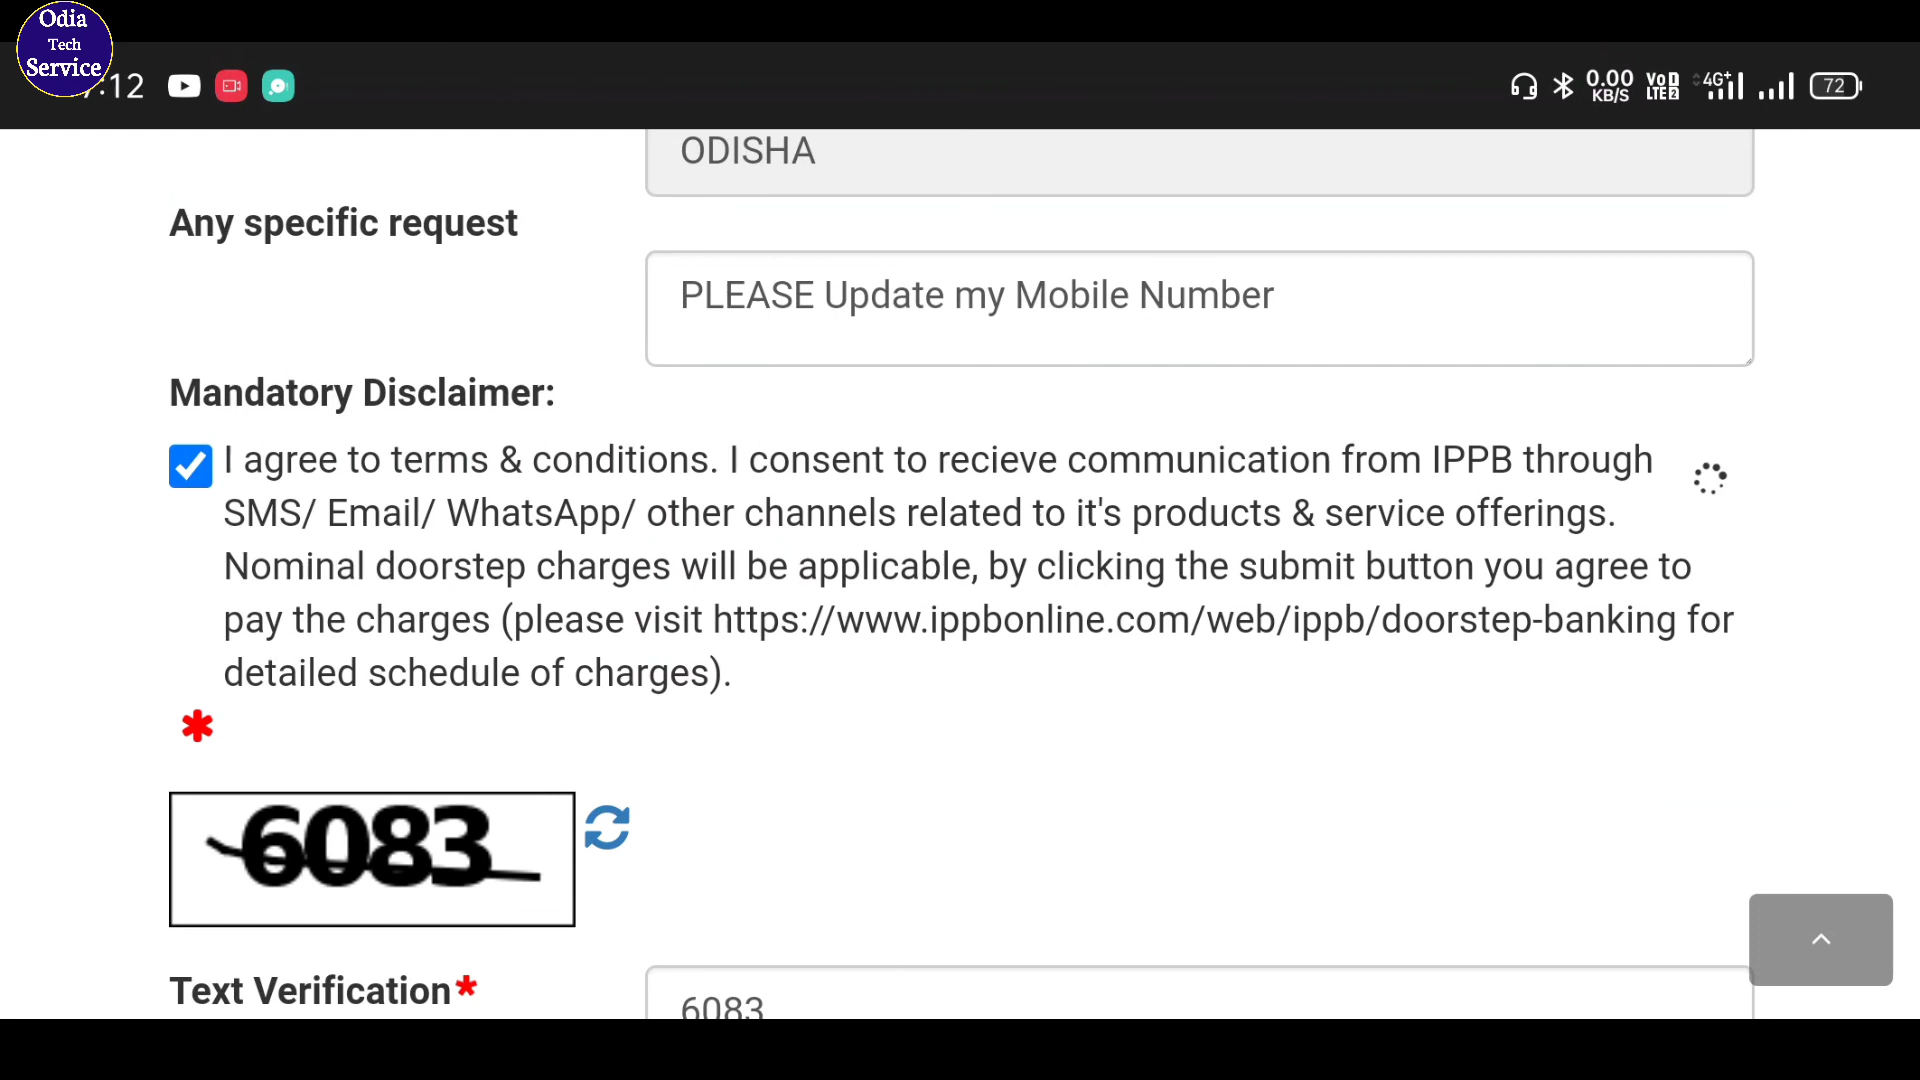 Odia
Tech
Service
7:12
0.00
KB/S
VoD
LTE2
4G+
72
ODISHA
Any specific request
PLEASE Update my Mobile Number
Mandatory Disclaimer:
I agree to terms & conditions. I consent to recieve communication from IPPB through
SMS/ Email/ WhatsApp/ other channels related to it's products & service offerings.
Nominal doorstep charges will be applicable, by clicking the submit button you agree to
pay the charges (please visit https://www.ippbonline.com/web/ippb/doorstep-banking for
detailed schedule of charges).
*
6083
Text Verification*
6083